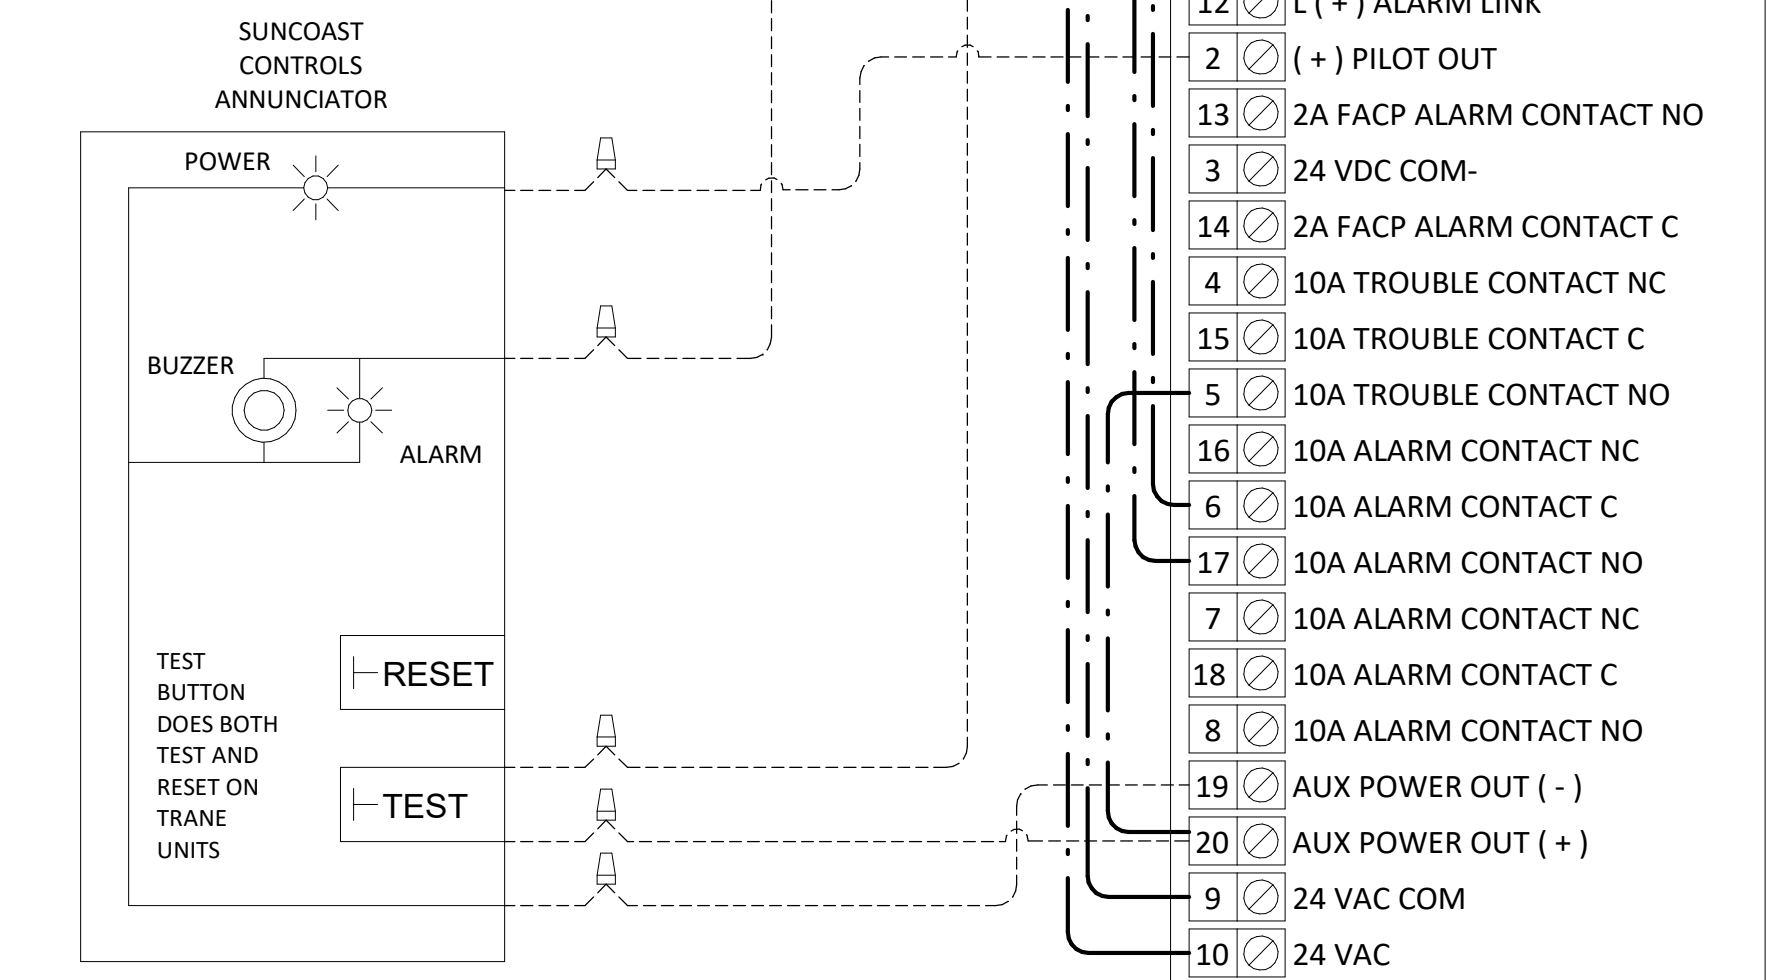 SUNCOAST
CONTROLS
ANNUNCIATOR
POWER
BUZZER
ALARM
TEST
BUTTON
DOES BOTH
TEST AND
RESET ON
TRANE
UNITS
RESET
TEST
12 L ( + ) ALARM LINK
2 ( + ) PILOT OUT
13 2A FACP ALARM CONTACT NO
3 24 VDC COM-
14 2A FACP ALARM CONTACT C
4 10A TROUBLE CONTACT NC
15 10A TROUBLE CONTACT C
5 10A TROUBLE CONTACT NO
16 10A ALARM CONTACT NC
6 10A ALARM CONTACT C
17 10A ALARM CONTACT NO
7 10A ALARM CONTACT NC
18 10A ALARM CONTACT C
8 10A ALARM CONTACT NO
19 AUX POWER OUT ( - )
20 AUX POWER OUT ( + )
9 24 VAC COM
10 24 VAC